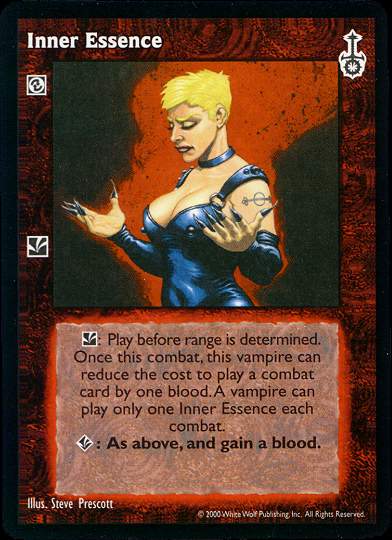 Inner Essence
: Play before range is determined.
Once this combat, this vampire can
reduce the cost to play a combat
card by one blood. A vampire can
play only one Inner Essence each
combat.
: As above, and gain a blood.
Illus. Steve Prescott
© 2000 White Wolf Publishing, Inc. All Rights Reserved.